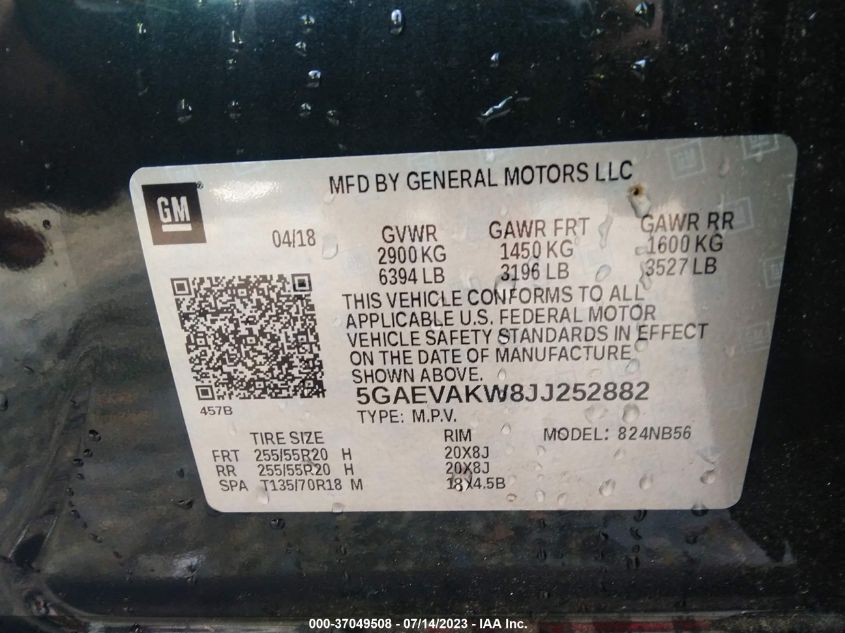 MFD BY GENERAL MOTORS LLC
GM
04/18
GVWR GAWR FRT GAWR RR
2900 KG 1450 KG 1600 KG
6394 LB 3196 LB 3527 LB
THIS VEHICLE CONFORMS TO ALL
APPLICABLE U.S. FEDERAL MOTOR
VEHICLE SAFETY STANDARDS IN EFFECT
ON THE DATE OF MANUFACTURE
SHOWN ABOVE.
457B
5GAEVAKW8JJ252882
TYPE: M.P.V.
TIRE SIZE RIM MODEL: 824NB56
FRT 255/55R20 H 20X8J
RR 255/55R20 H 20X8J
SPA T135/70R18 M 18X4.5B
000-37049508 - 07/14/2023 - IAA Inc.